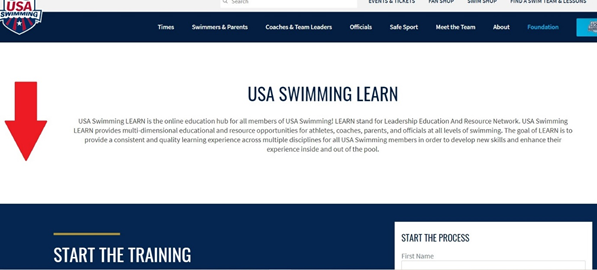 USA
SWIMMING
Search
EVENTS & TICKETS FAN SHOP SWIM SHOP FIND A SWIM TEAM & LESSONS
Times Swimmers & Parents Coaches & Team Leaders Officials Safe Sport Meet the Team About Foundation
USA SWIMMING LEARN
USA Swimming LEARN is the online education hub for all members of USA Swimming! LEARN stand for Leadership Education And Resource Network. USA Swimming
LEARN provides multi-dimensional educational and resource opportunities for athletes, coaches, parents, and officials at all levels of swimming. The goal of LEARN is to
provide a consistent and quality learning experience across multiple disciplines for all USA Swimming members in order to develop new skills and enhance their
experience inside and out of the pool.
START THE TRAINING
START THE PROCESS
First Name